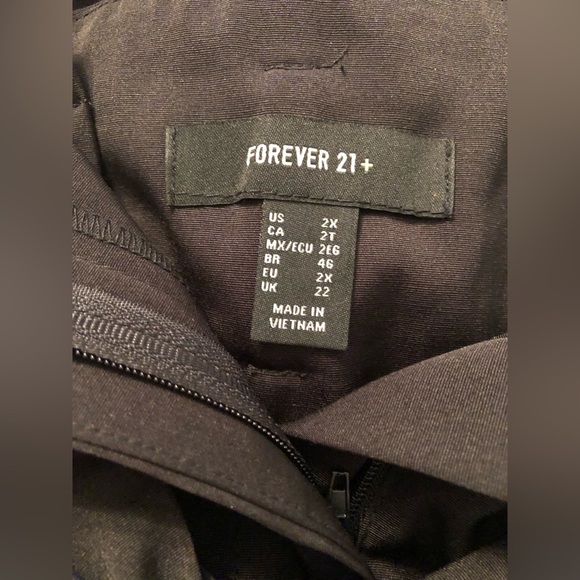 FOREVER 21+
US 2X
CA 2T
MX/ECU 2EG
BR 46
EU 2X
UK 22
MADE IN
VIETNAM